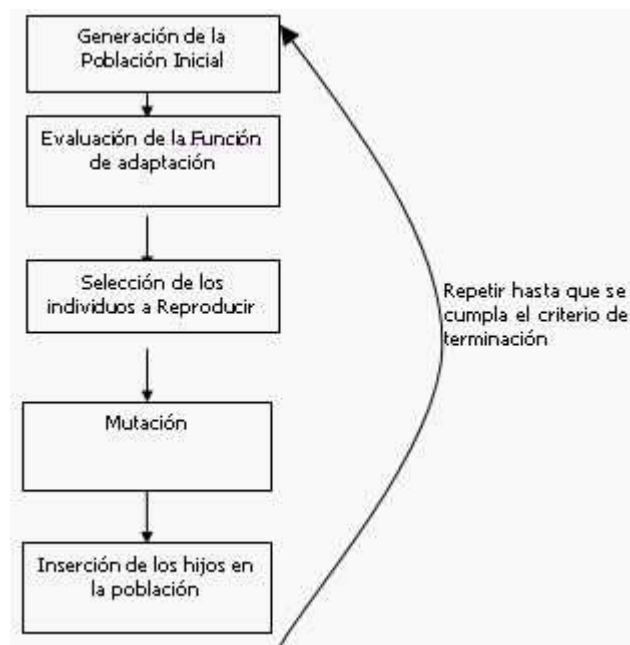 Generación de la
Población Inicial
Evaluación de la Función
de adaptación
Selección de los
individuos a Reproducir
Repetir hasta que se
cumpla el criterio de
terminación
Mutación
Inserción de los hijos en
la población